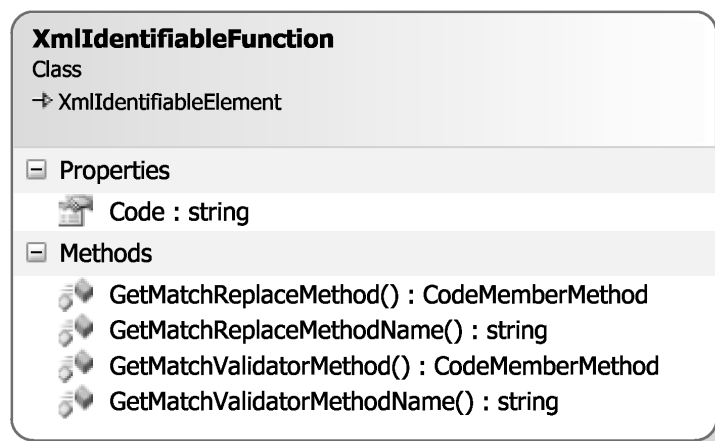 XmlIdentifiableFunction
Class
XmlIdentifiableElement
Properties
Code : string
Methods
GetMatchReplaceMethod() : CodeMemberMethod
GetMatchReplaceMethodName() : string
GetMatchValidatorMethod() : CodeMemberMethod
GetMatchValidatorMethodName() : string